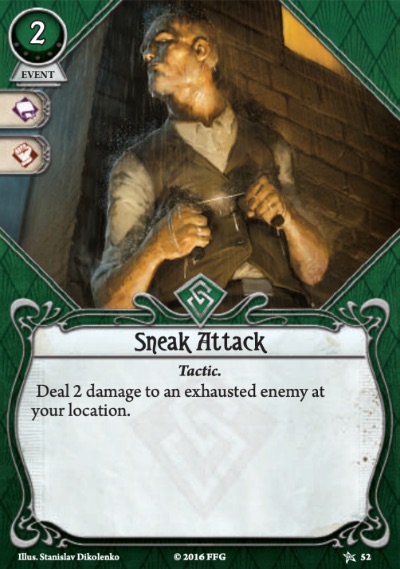 2
EVENT
Sneak Attack
Tactic.
Deal 2 damage to an exhausted enemy at
your location.
Illus. Stanislav Dikolenko © 2016 FFG 52